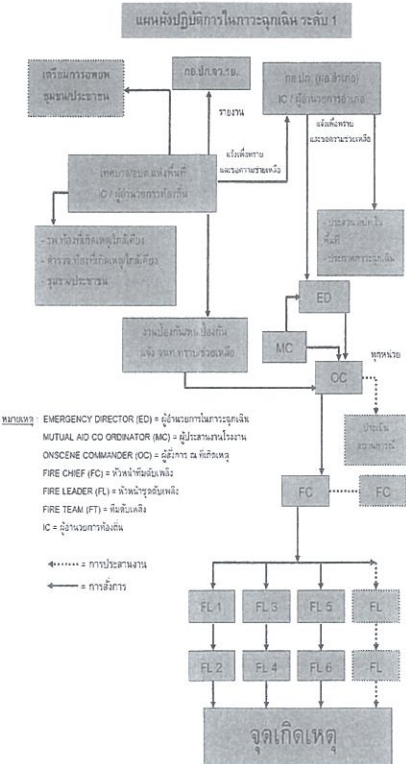 แผนผังปฏิบัติการในภาวะฉุกเฉิน ระดับ 1
เตรียมการอพยพ
ชุมชน/ประชาชน
กอ.ปภ.จว.รย.
กอ.ปภ. (ผอ.อำเภอ)
IC / ผู้อำนวยการอำเภอ
รายงาน
แจ้งเพื่อทราบ
และขอความช่วยเหลือ
แจ้งเพื่อทราบ
และขอความช่วยเหลือ
เทศบาล/อบต.แห่งพื้นที่
IC / ผู้อำนวยการท้องถิ่น
- รพ.ท้องที่เกิดเหตุ/ใกล้เคียง
- ตำรวจท้องที่เกิดเหตุ/ใกล้เคียง
- ชุมชน/ประชาชน
พื้นที่
- ประกาศภาวะฉุกเฉิน
ED
MC
งานป้องกัน/หน.ป้องกัน
แจ้ง จนท.ทราบ/ช่วยเหลือ
OC
ทุกหน่วย
ประเมิน
สถานการณ์
หมายเหตุ EMERGENCY DIRECTOR (ED) = ผู้อำนวยการในภาวะฉุกเฉิน
MUTUAL AID CO ORDINATOR (MC) = ผู้ประสานงานโรงงาน
ONSCENE COMMANDER (OC) = ผู้สั่งการ ณ ที่เกิดเหตุ
FIRE CHIEF (FC) = หัวหน้าทีมดับเพลิง
FIRE LEADER (FL) = หัวหน้าชุดดับเพลิง
FIRE TEAM (FT) = ทีมดับเพลิง
IC = ผู้อำนวยการท้องถิ่น
FC
FC
= การประสานงาน
= การสั่งการ
FL 1
FL 3
FL 5
FL
FL 2
FL 4
FL 6
FL
จุดเกิดเหตุ